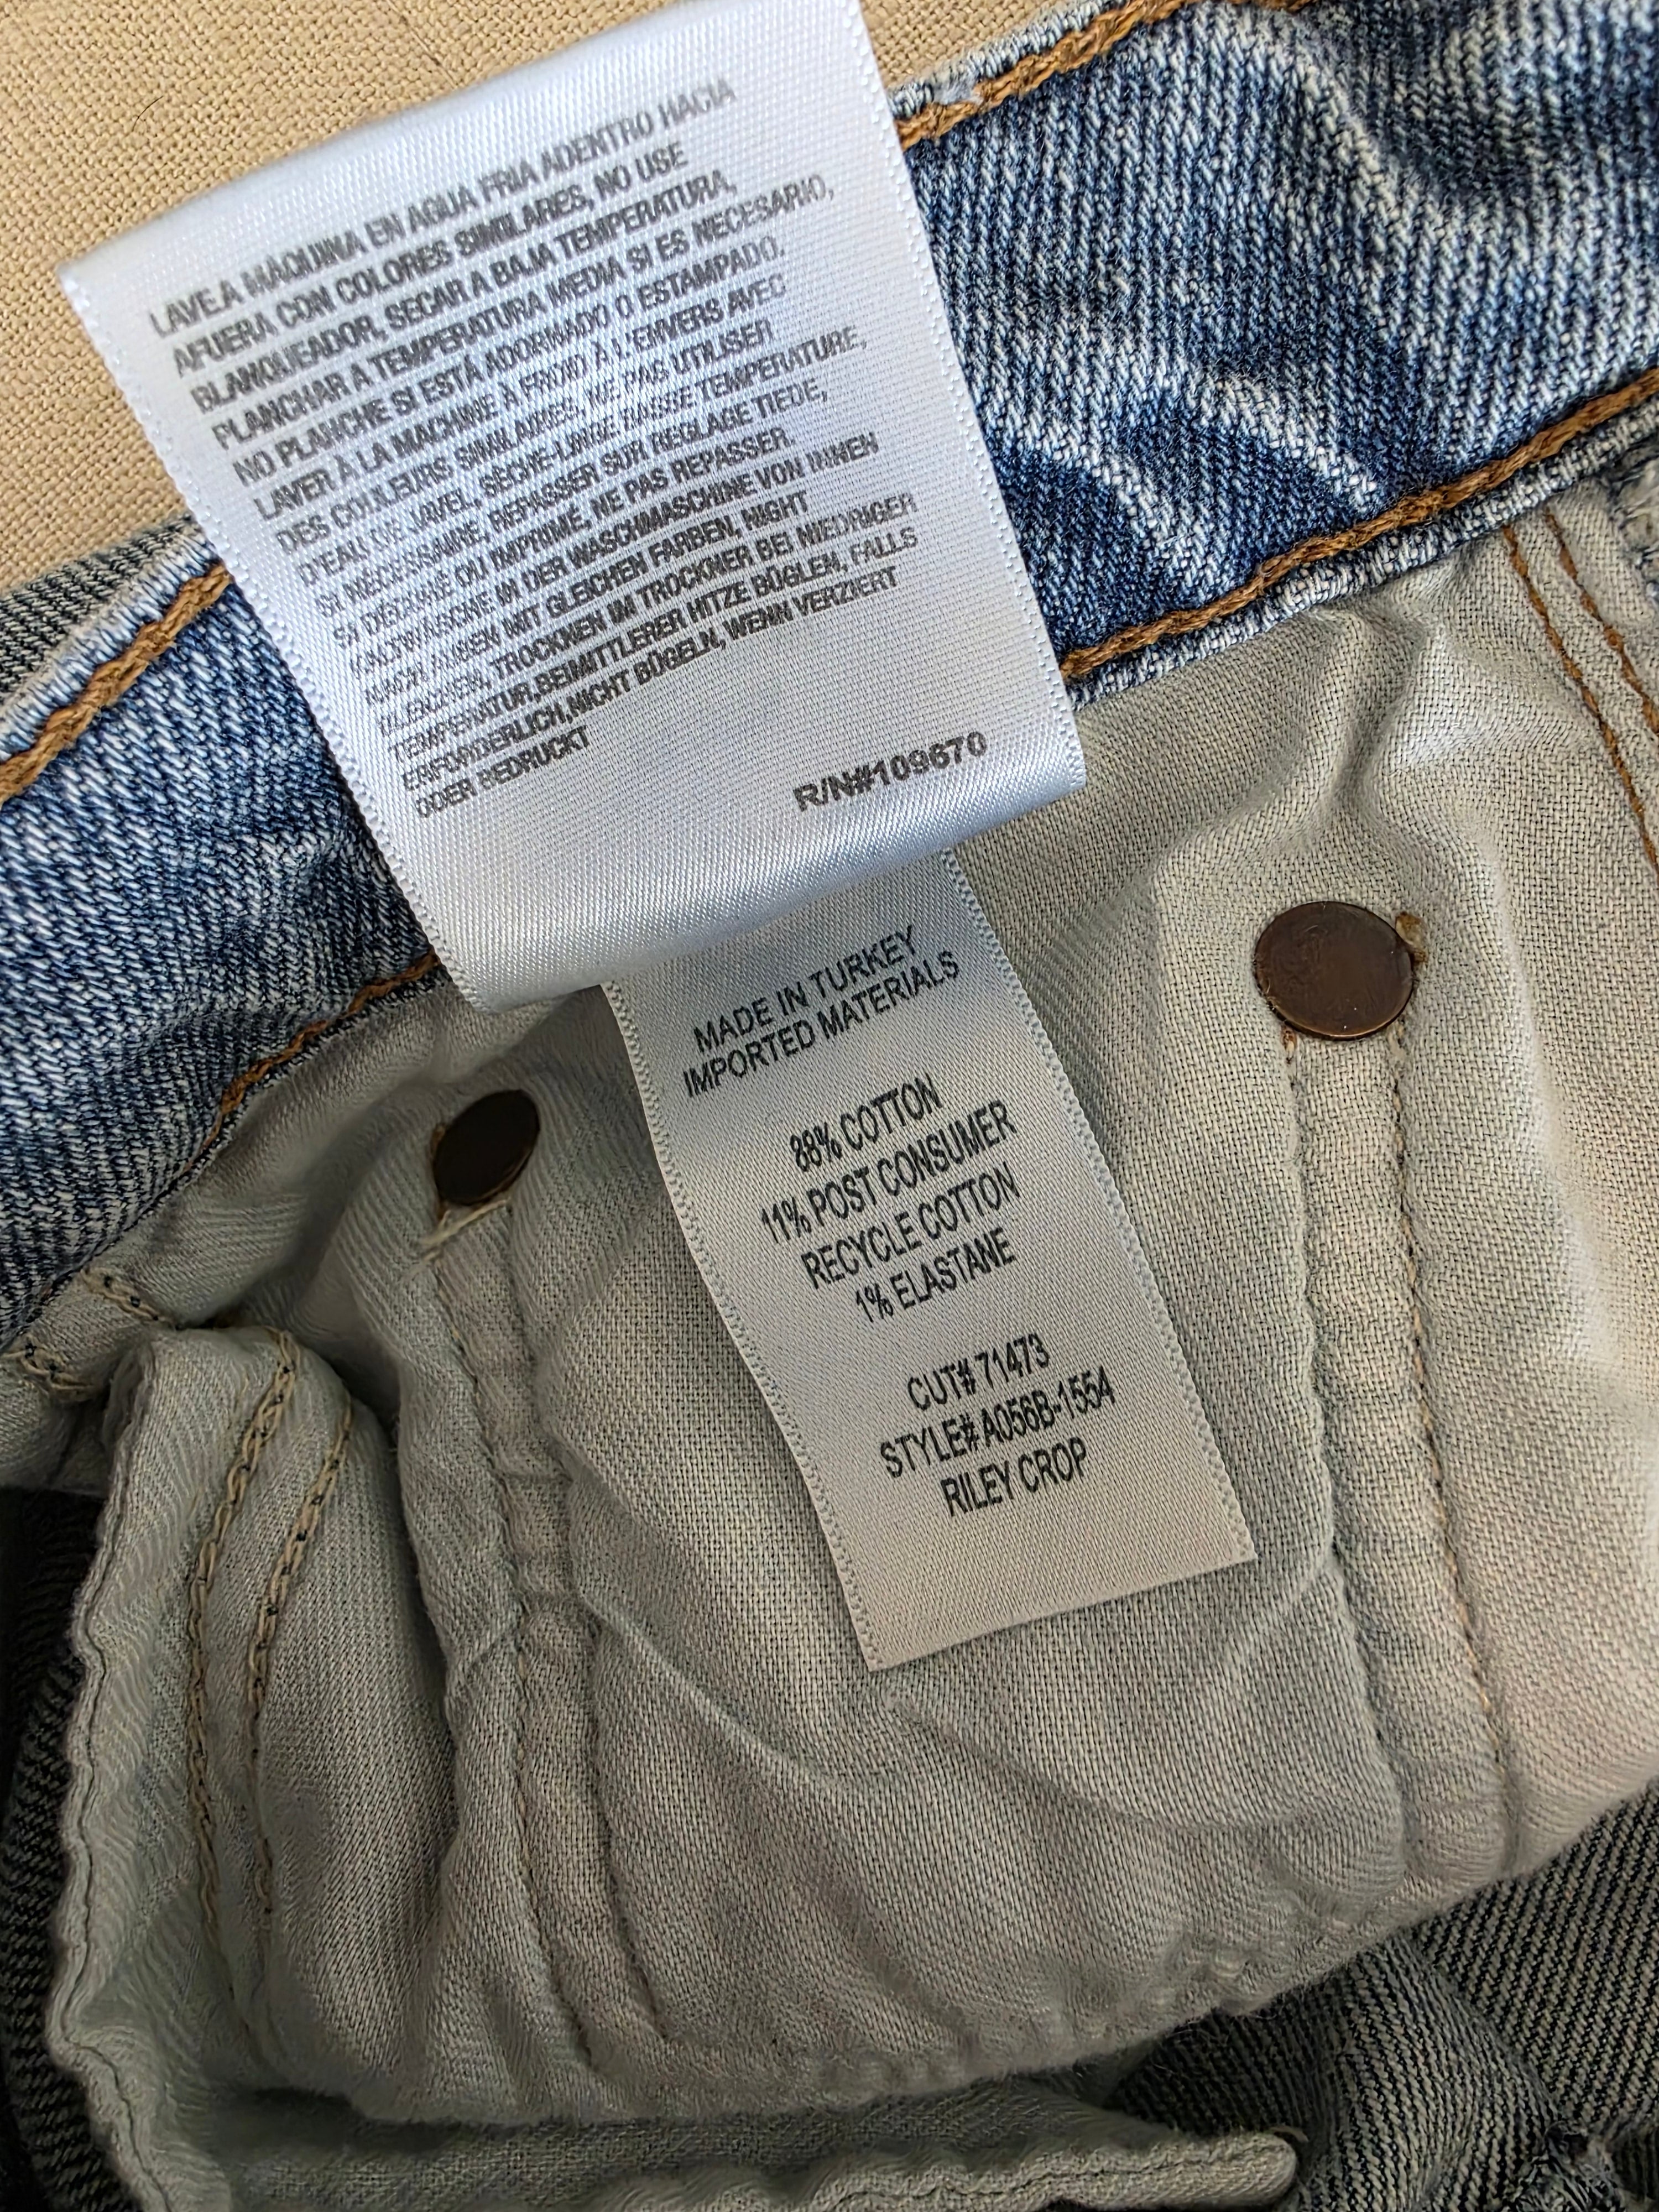 LAVE A MÁQUINA EN AGUA FRIA ADENTRO HACIA
AFUERA CON COLORES SIMILARES, NO USE
BLANQUEADOR, SECAR A BAJA TEMPERATURA,
PLANCHAR A TEMPERATURA MEDIA SI ES NECESARIO,
NO PLANCHE SI ESTÁ ADORNADO O ESTAMPADO.
LAVER À LA MACHINE À FROID À L'ENVERS AVEC
DES COULEURS SIMILAIRES, NE PAS UTILISER
D'EAU DE JAVEL, SÈCHE-LINGE BASSE TEMPERATURE,
SI NÉCESSAIRE, REPASSER SUR RÉGLAGE TIEDE,
SI DÉCORÉ OU IMPRIMÉ, NE PAS REPASSER.
KALTWÄSCHE IN DER WASCHMASCHINE VON INNEN
NACH AUßEN MIT GLEICHEN FARBEN, NIGHT
BLEICHEN, TROCKNEN IM TROCKNER BEI NIEDRIGER
TEMPERATUR,BEI MITTLERER HITZE BÜGLEN, FALLS
ERFORDERLICH,NICHT BÜGELN, WENN VERZIERT
ODER BEDRUCKT
R/N#109670
MADE IN TURKEY
IMPORTED MATERIALS
88% COTTON
11% POST CONSUMER
RECYCLE COTTON
1% ELASTANE
CUT# 71473
STYLE# A056B-1554
RILEY CROP